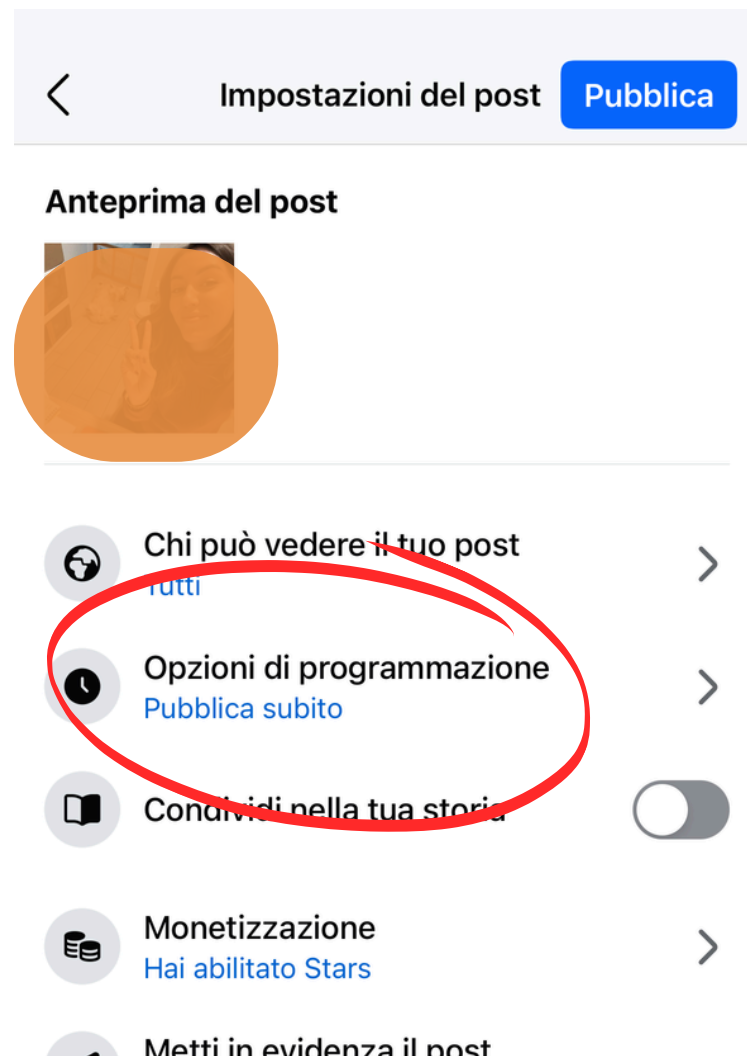 Impostazioni del post
Pubblica
Anteprima del post
Chi può vedere il tuo post
Tutti
Opzioni di programmazione
Pubblica subito
Condividi nella tua storia
Monetizzazione
Hai abilitato Stars
Metti in evidenza il post